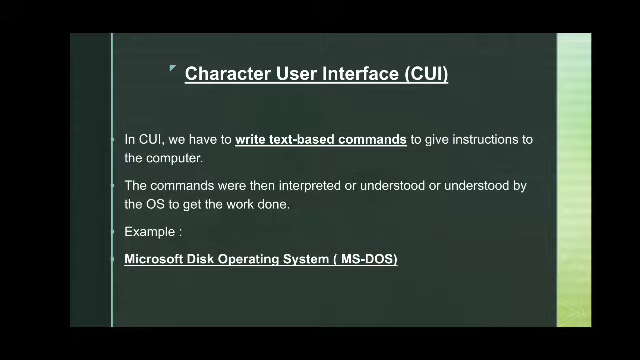 Character User Interface (CUI)
In CUI, we have to write text-based commands to give instructions to
the computer.
The commands were then interpreted or understood or understood by
the OS to get the work done.
Example :
Microsoft Disk Operating System ( MS-DOS)